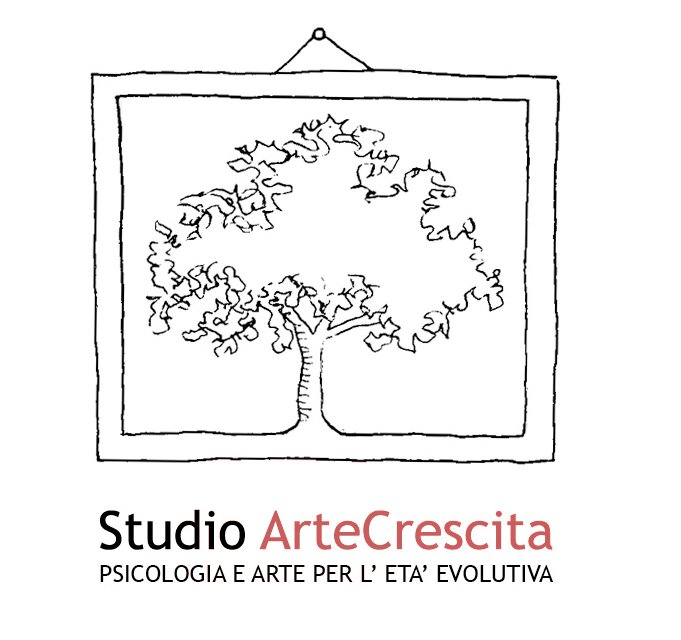 Studio ArteCrescita
PSICOLOGIA E ARTE PER L’ ETA’ EVOLUTIVA